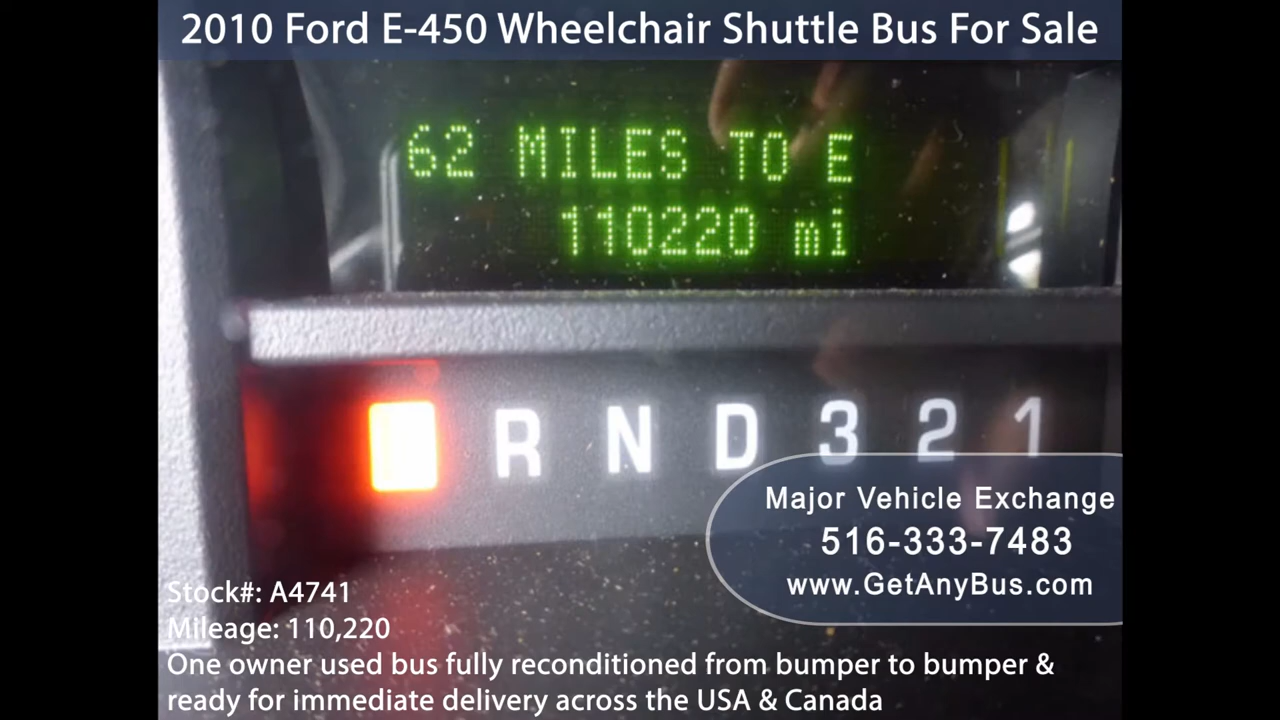 2010 Ford E-450 Wheelchair Shuttle Bus For Sale
62 MILES TO E
110220 mi
R N D 3 2 1
Major Vehicle Exchange
516-333-7483
www.GetAnyBus.com
Stock#: A4741
Mileage: 110,220
One owner used bus fully reconditioned from bumper to bumper &
ready for immediate delivery across the USA & Canada